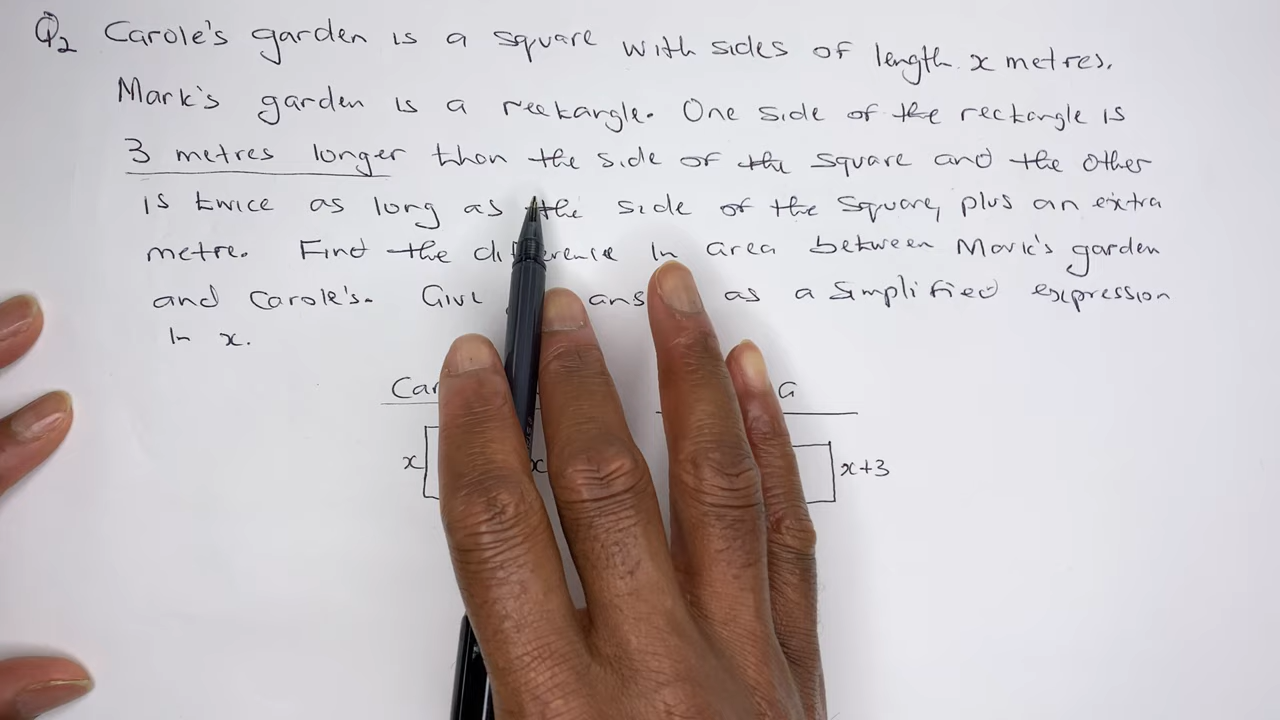 Q2 Carole's garden is a square with sides of length x metres.
Mark's garden is a rectangle. One side of the rectangle is
3 metres longer than the side of the square and the other
is twice as long as the side of the square, plus an extra
metre. Find the difference in area between Mark's garden
and Carole's. Give as a simplified expression
in x.
G
x x x+3